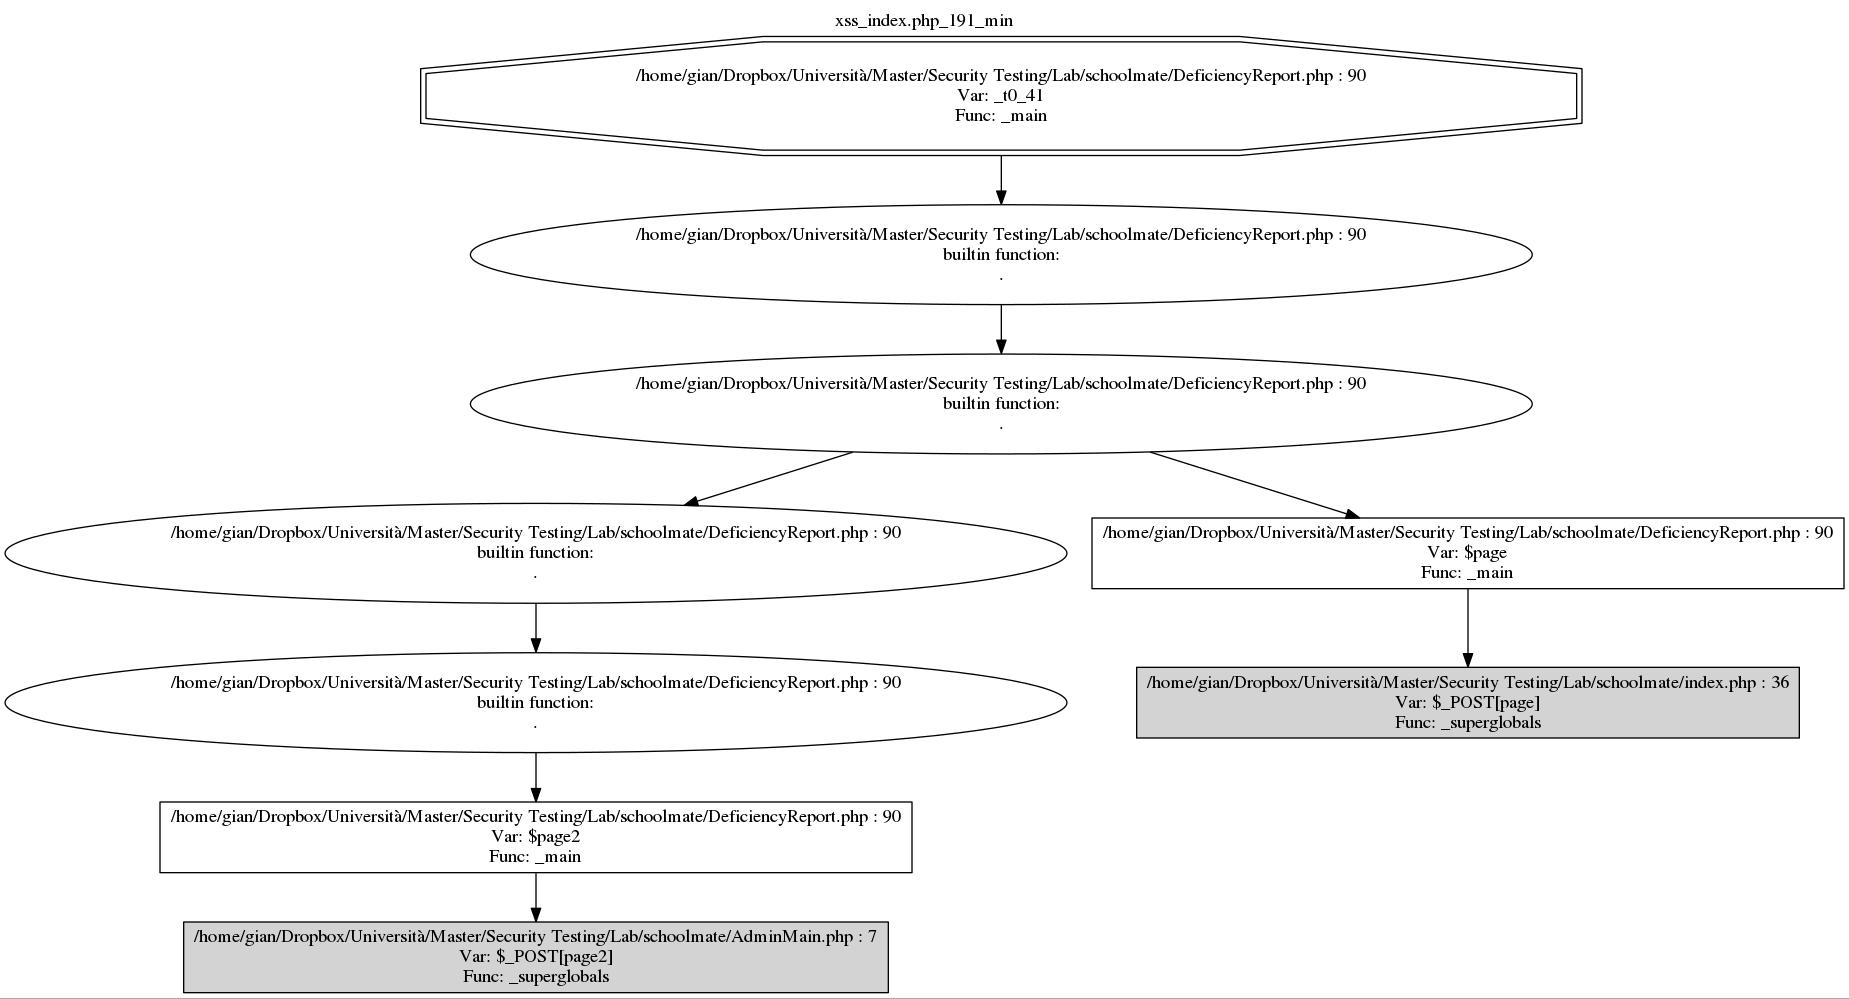 xss_index.php_191_min
/home/gian/Dropbox/Università/Master/Security Testing/Lab/schoolmate/DeficiencyReport.php : 90
Var: _t0_41
Func: _main
/home/gian/Dropbox/Università/Master/Security Testing/Lab/schoolmate/DeficiencyReport.php : 90
builtin function:
.
/home/gian/Dropbox/Università/Master/Security Testing/Lab/schoolmate/DeficiencyReport.php : 90
builtin function:
.
/home/gian/Dropbox/Università/Master/Security Testing/Lab/schoolmate/DeficiencyReport.php : 90
builtin function:
.
/home/gian/Dropbox/Università/Master/Security Testing/Lab/schoolmate/DeficiencyReport.php : 90
Var: $page
Func: _main
/home/gian/Dropbox/Università/Master/Security Testing/Lab/schoolmate/DeficiencyReport.php : 90
builtin function:
.
/home/gian/Dropbox/Università/Master/Security Testing/Lab/schoolmate/index.php : 36
Var: $_POST[page]
Func: _superglobals
/home/gian/Dropbox/Università/Master/Security Testing/Lab/schoolmate/DeficiencyReport.php : 90
Var: $page2
Func: _main
/home/gian/Dropbox/Università/Master/Security Testing/Lab/schoolmate/AdminMain.php : 7
Var: $_POST[page2]
Func: _superglobals